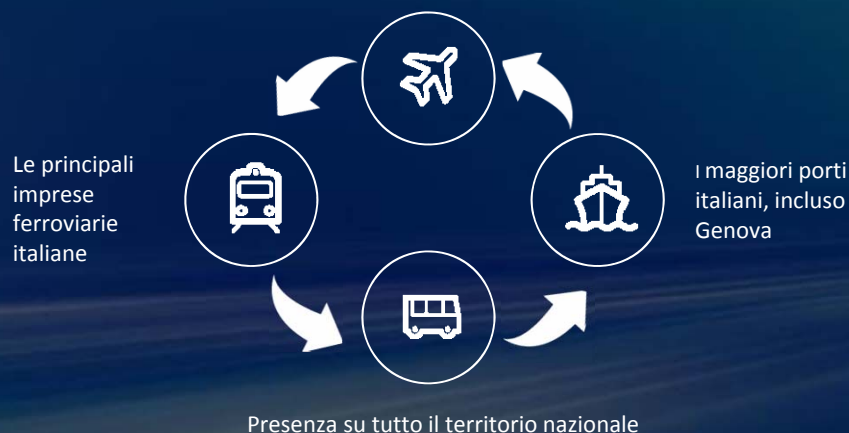 Le principali
imprese
ferroviarie
italiane
I maggiori porti
italiani, incluso
Genova
Presenza su tutto il territorio nazionale